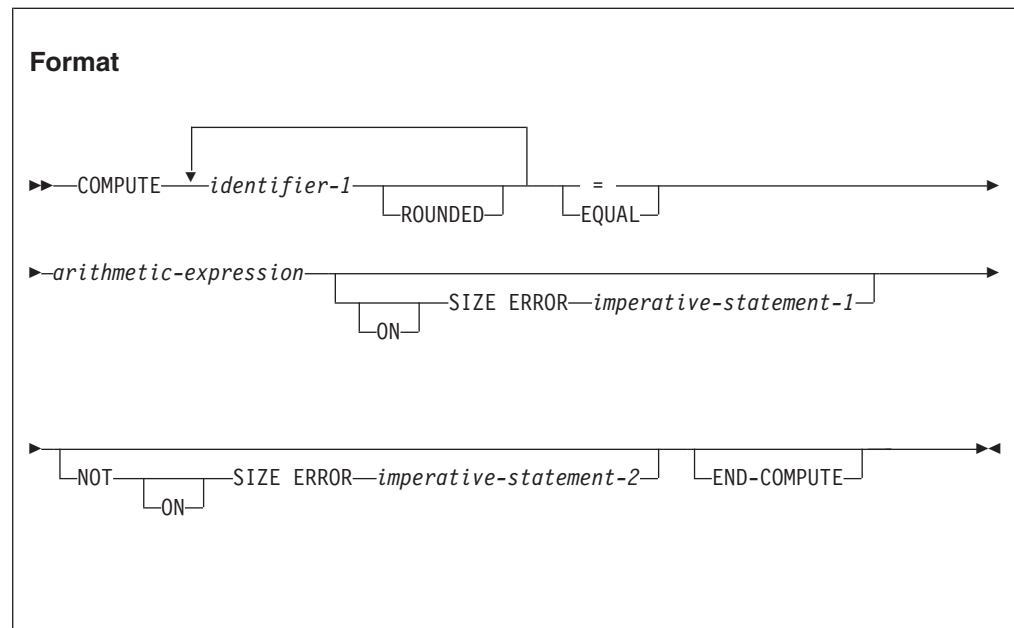 Format
COMPUTE identifier-1 =
ROUNDED EQUAL
arithmetic-expression
SIZE ERROR imperative-statement-1
ON
NOT SIZE ERROR imperative-statement-2 END-COMPUTE
ON